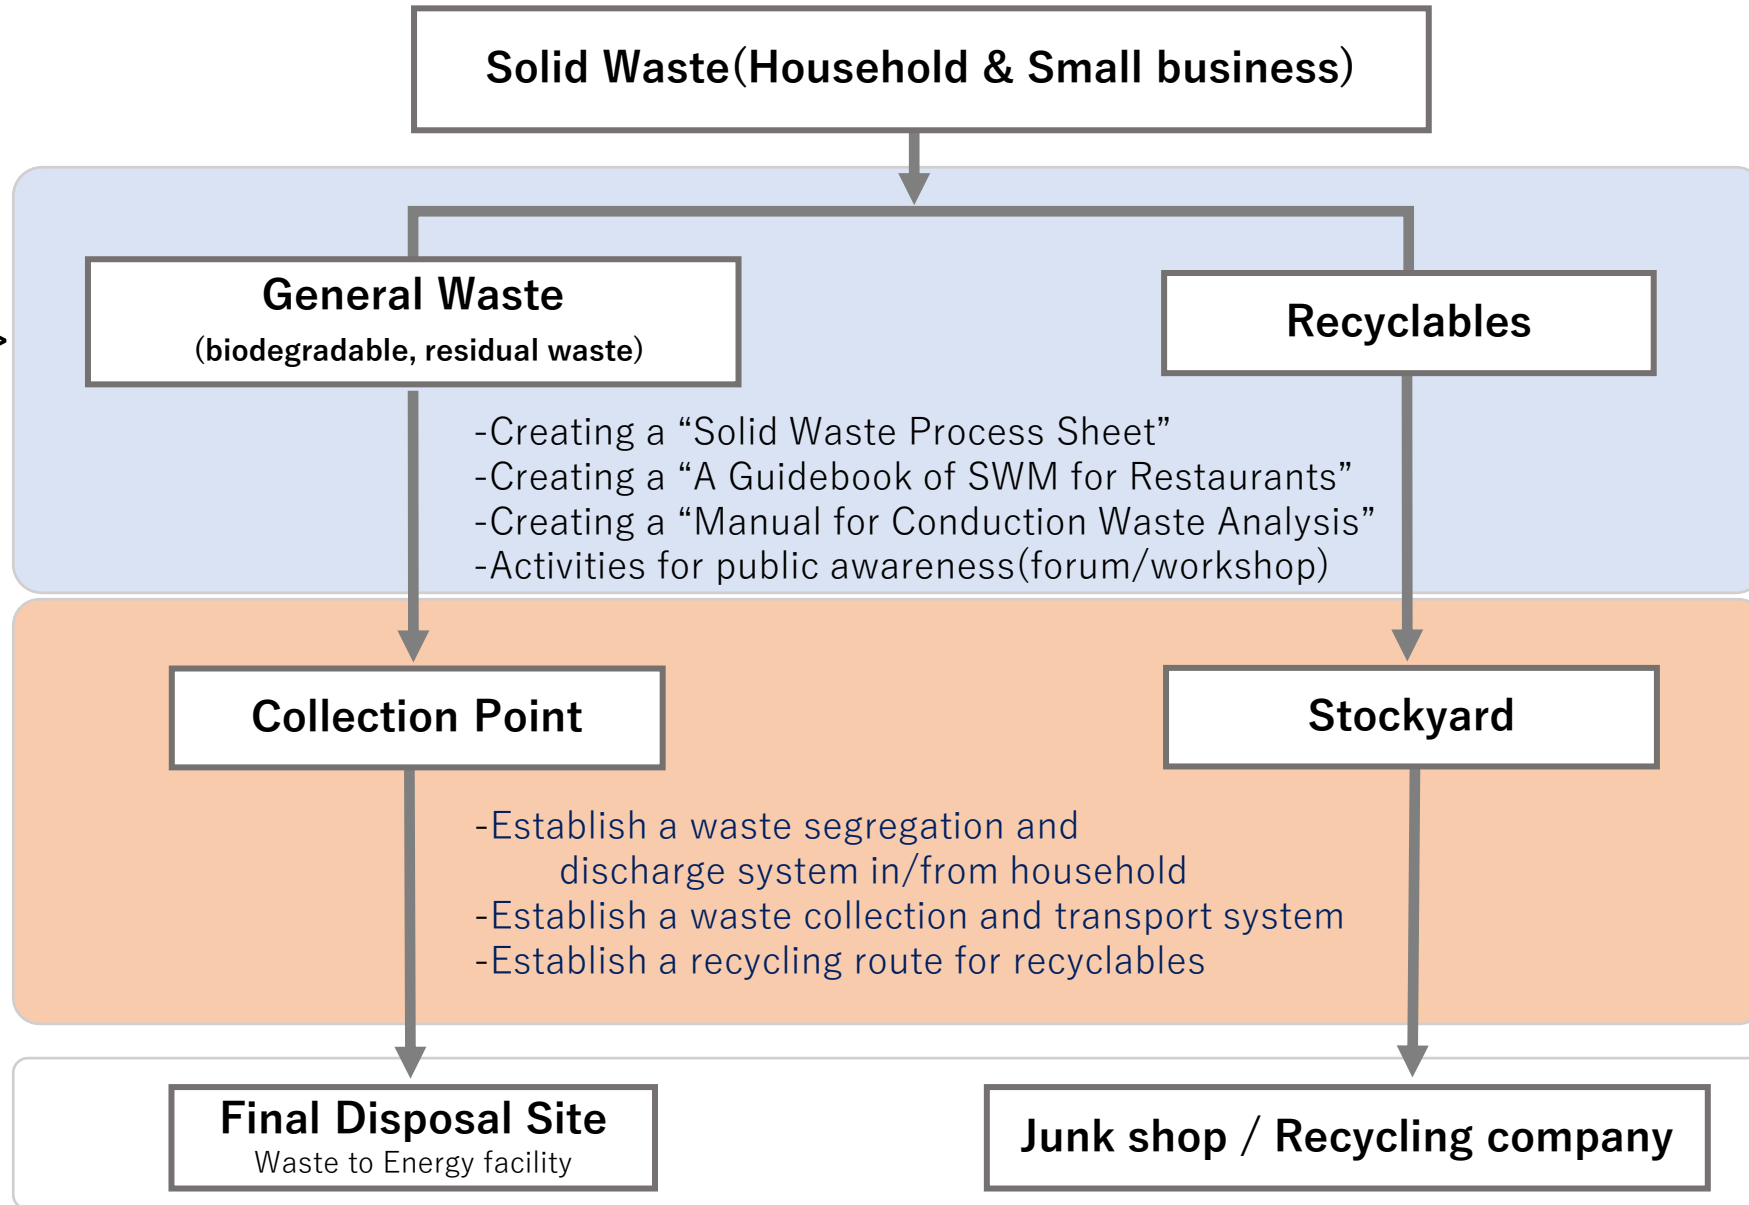 Solid Waste(Household & Small business)
General Waste
(biodegradable, residual waste)
Recyclables
-Creating a “Solid Waste Process Sheet”
-Creating a “A Guidebook of SWM for Restaurants”
-Creating a “Manual for Conduction Waste Analysis”
-Activities for public awareness(forum/workshop)
Collection Point
Stockyard
-Establish a waste segregation and
discharge system in/from household
-Establish a waste collection and transport system
-Establish a recycling route for recyclables
Final Disposal Site
Waste to Energy facility
Junk shop / Recycling company